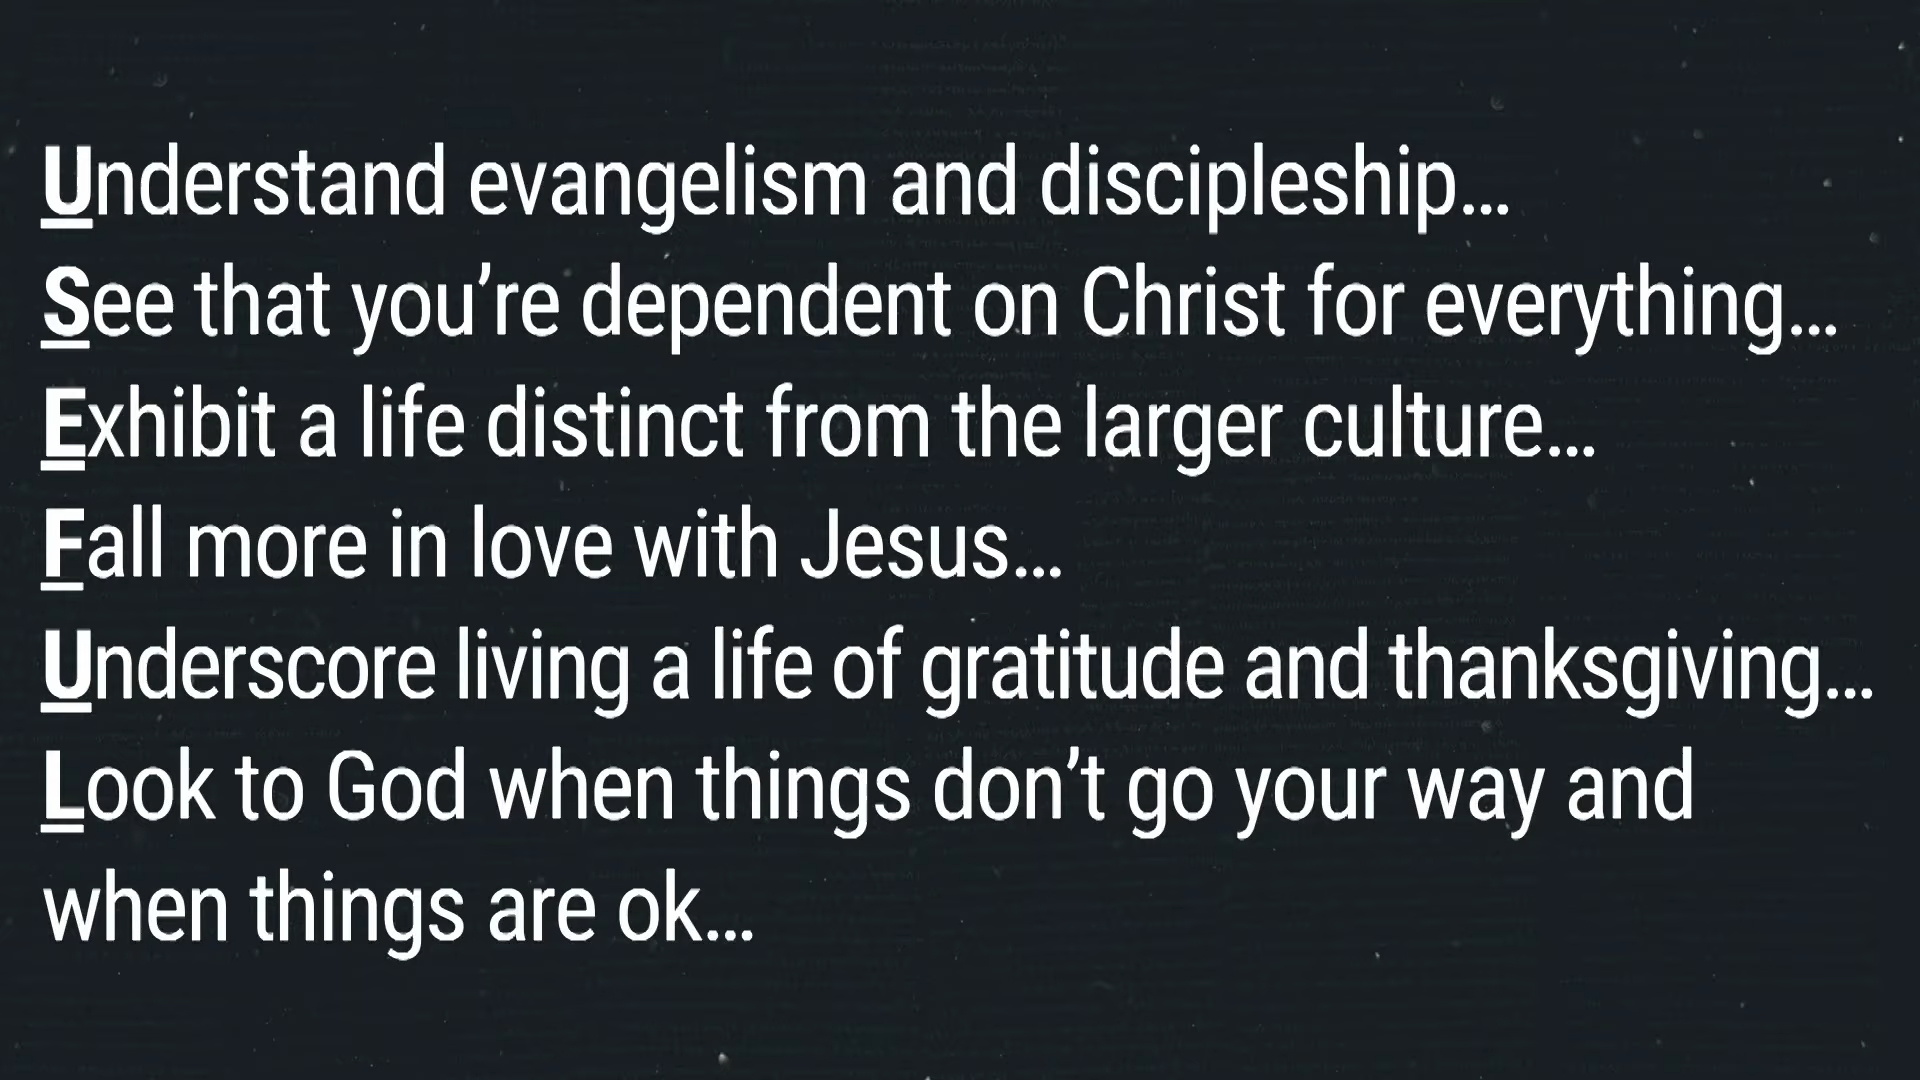 Understand evangelism and discipleship…
See that you’re dependent on Christ for everything…
Exhibit a life distinct from the larger culture…
Fall more in love with Jesus…
Underscore living a life of gratitude and thanksgiving…
Look to God when things don’t go your way and
when things are ok…